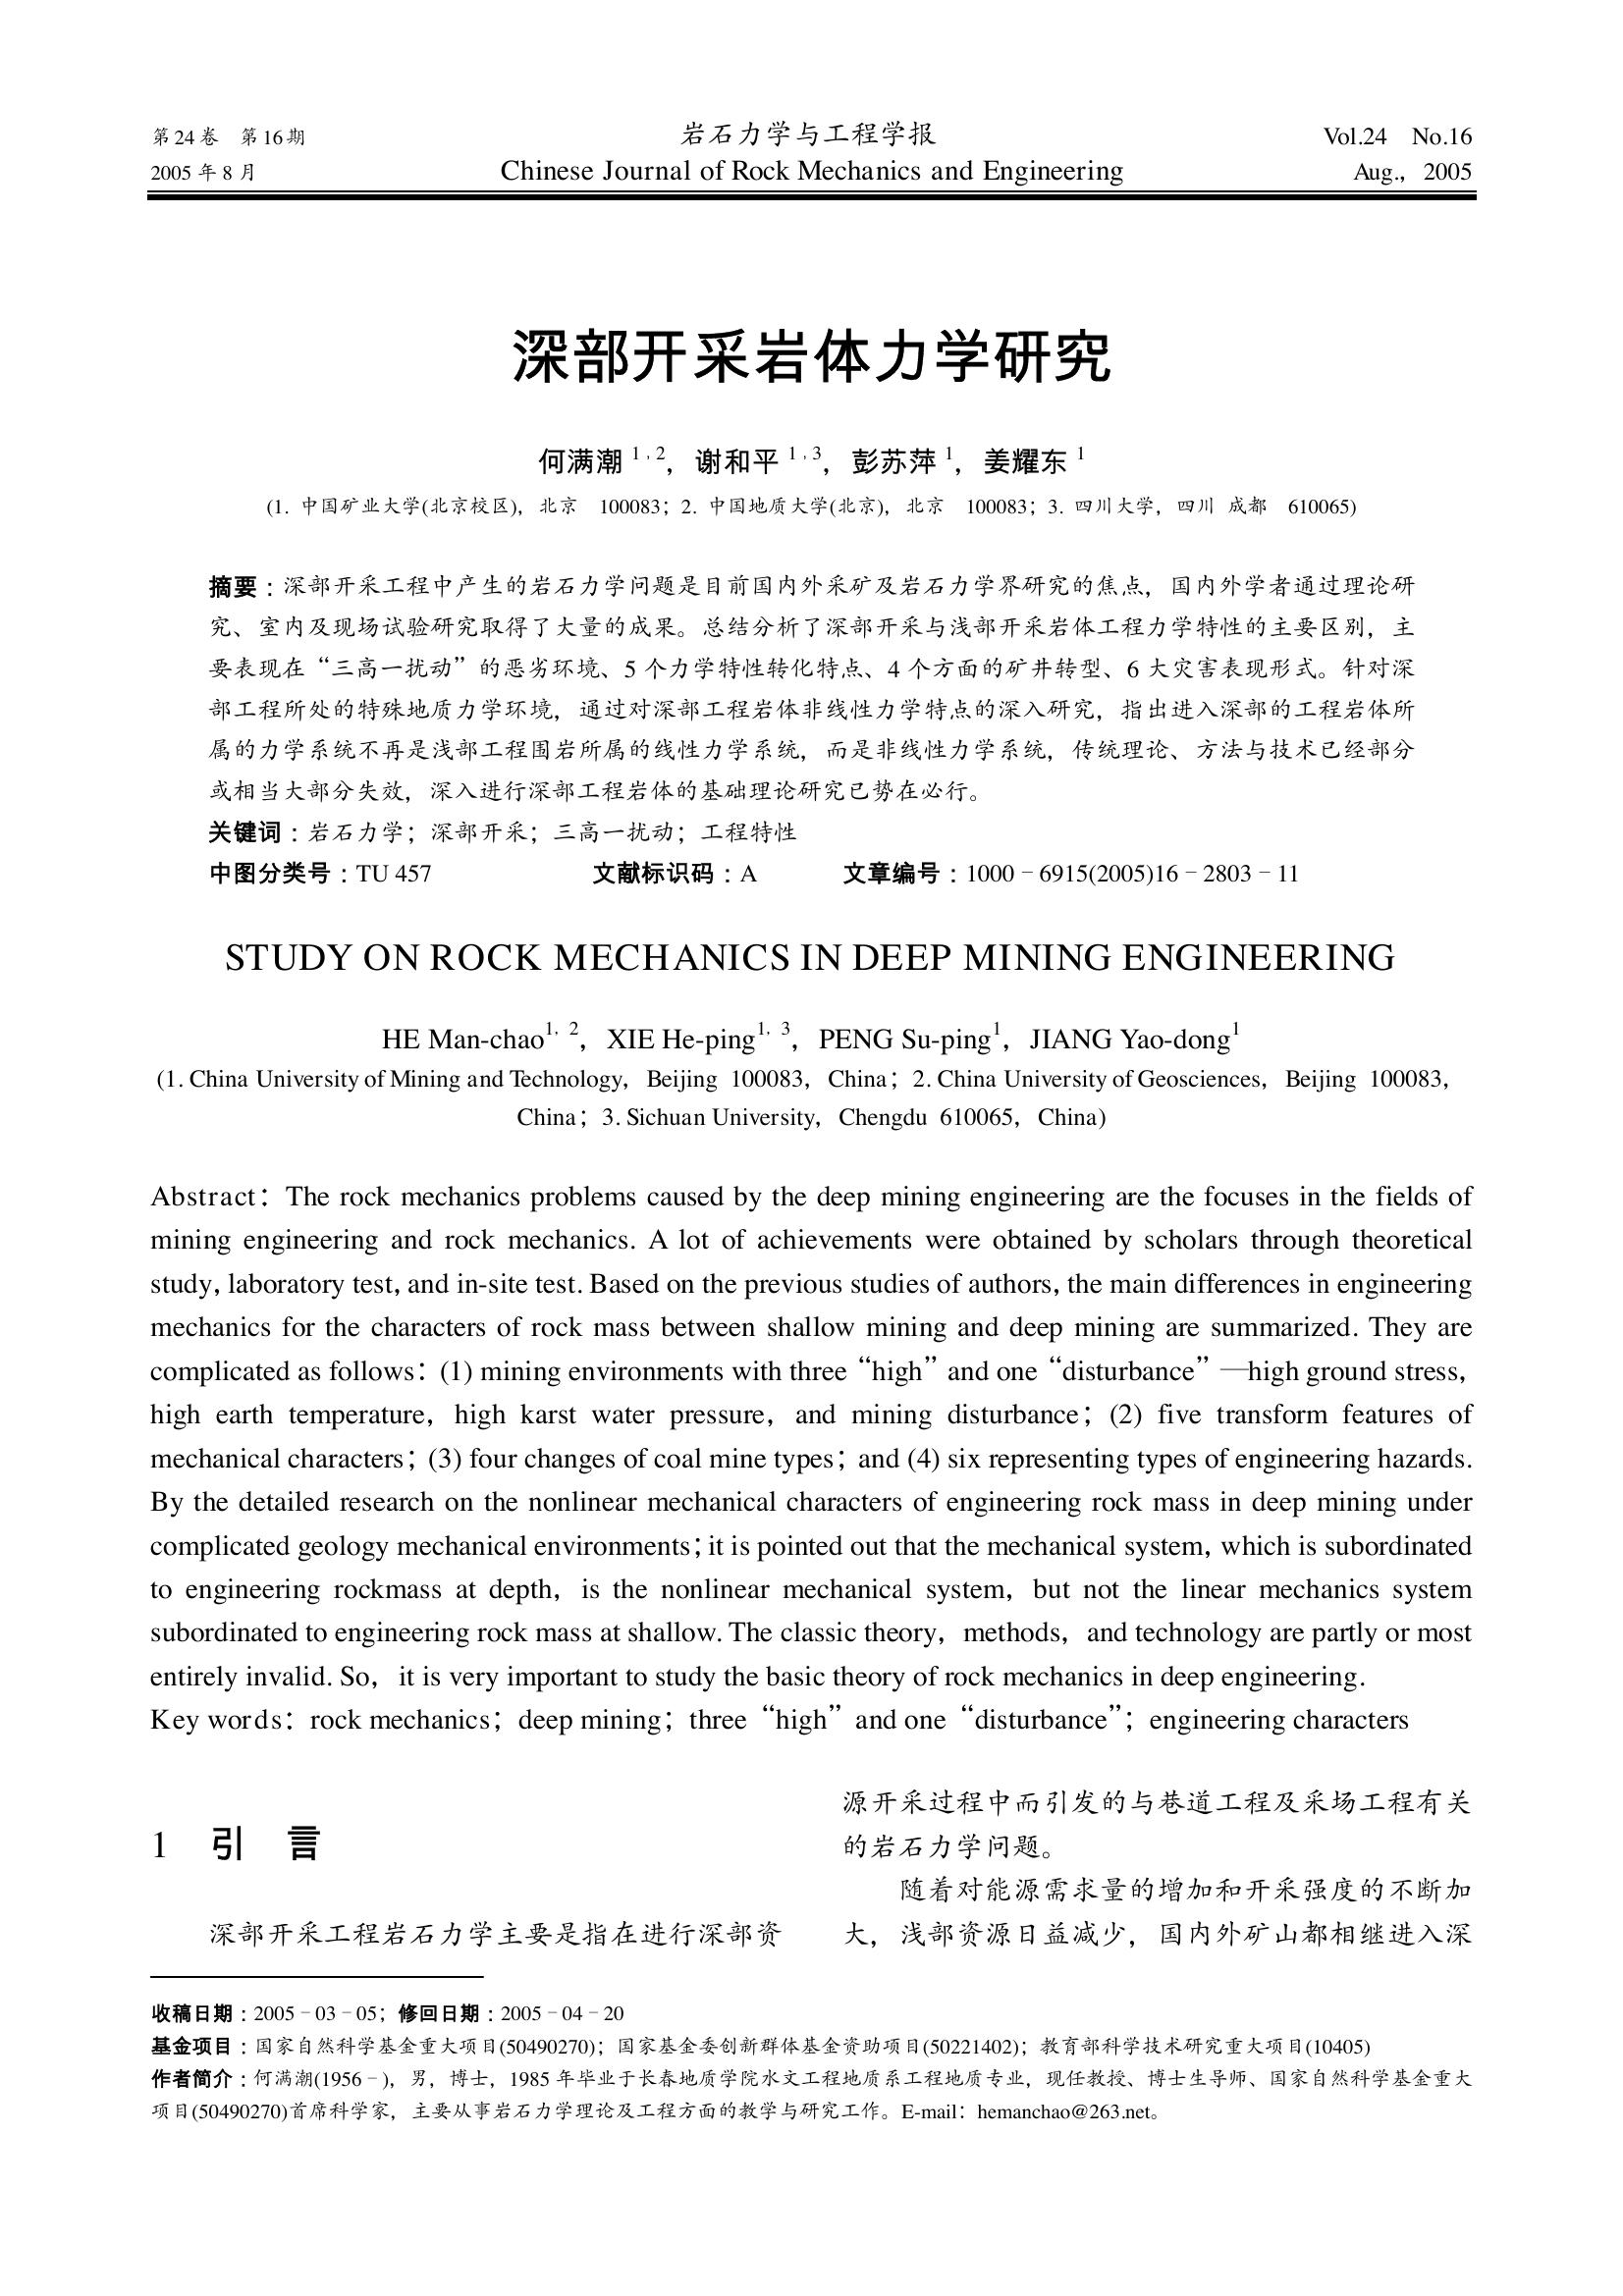 第24卷 第16期 岩石力学与工程学报 Vol.24 No.16
2005 年 8 月 Chinese Journal of Rock Mechanics and Engineering Aug.，2005
深部开采岩体力学研究
何满潮 1，2，谢和平 1，3，彭苏萍 1，姜耀东 1
(1. 中国矿业大学(北京校区)，北京 100083；2. 中国地质大学(北京)，北京 100083；3. 四川大学，四川 成都 610065)
摘要：深部开采工程中产生的岩石力学问题是目前国内外采矿及岩石力学界研究的焦点，国内外学者通过理论研
究、室内及现场试验研究取得了大量的成果。总结分析了深部开采与浅部开采岩体工程力学特性的主要区别，主
要表现在“三高一扰动”的恶劣环境、5 个力学特性转化特点、4 个方面的矿井转型、6 大灾害表现形式。针对深
部工程所处的特殊地质力学环境，通过对深部工程岩体非线性力学特点的深入研究，指出进入深部的工程岩体所
属的力学系统不再是浅部工程围岩所属的线性力学系统，而是非线性力学系统，传统理论、方法与技术已经部分
或相当大部分失效，深入进行深部工程岩体的基础理论研究已势在必行。
关键词：岩石力学；深部开采；三高一扰动；工程特性
中图分类号：TU 457 文献标识码：A 文章编号：1000－6915(2005)16－2803－11
STUDY ON ROCK MECHANICS IN DEEP MINING ENGINEERING
HE Man-chao1，2，XIE He-ping1，3，PENG Su-ping1，JIANG Yao-dong1
(1. China University of Mining and Technology，Beijing 100083，China；2. China University of Geosciences，Beijing 100083，
China；3. Sichuan University，Chengdu 610065，China)
Abstract：The rock mechanics problems caused by the deep mining engineering are the focuses in the fields of
mining engineering and rock mechanics. A lot of achievements were obtained by scholars through theoretical
study, laboratory test, and in-site test. Based on the previous studies of authors, the main differences in engineering
mechanics for the characters of rock mass between shallow mining and deep mining are summarized. They are
complicated as follows：(1) mining environments with three “high” and one “disturbance” —high ground stress,
high earth temperature，high karst water pressure，and mining disturbance；(2) five transform features of
mechanical characters；(3) four changes of coal mine types；and (4) six representing types of engineering hazards.
By the detailed research on the nonlinear mechanical characters of engineering rock mass in deep mining under
complicated geology mechanical environments；it is pointed out that the mechanical system, which is subordinated
to engineering rockmass at depth，is the nonlinear mechanical system，but not the linear mechanics system
subordinated to engineering rock mass at shallow. The classic theory，methods，and technology are partly or most
entirely invalid. So，it is very important to study the basic theory of rock mechanics in deep engineering.
Key words：rock mechanics；deep mining；three “high” and one “disturbance”；engineering characters
1 引 言
深部开采工程岩石力学主要是指在进行深部资
源开采过程中而引发的与巷道工程及采场工程有关
的岩石力学问题。
随着对能源需求量的增加和开采强度的不断加
大，浅部资源日益减少，国内外矿山都相继进入深
收稿日期：2005－03－05；修回日期：2005－04－20
基金项目：国家自然科学基金重大项目(50490270)；国家基金委创新群体基金资助项目(50221402)；教育部科学技术研究重大项目(10405)
作者简介：何满潮(1956－)，男，博士，1985 年毕业于长春地质学院水文工程地质系工程地质专业，现任教授、博士生导师、国家自然科学基金重大
项目(50490270)首席科学家，主要从事岩石力学理论及工程方面的教学与研究工作。E-mail：hemanchao@263.net。